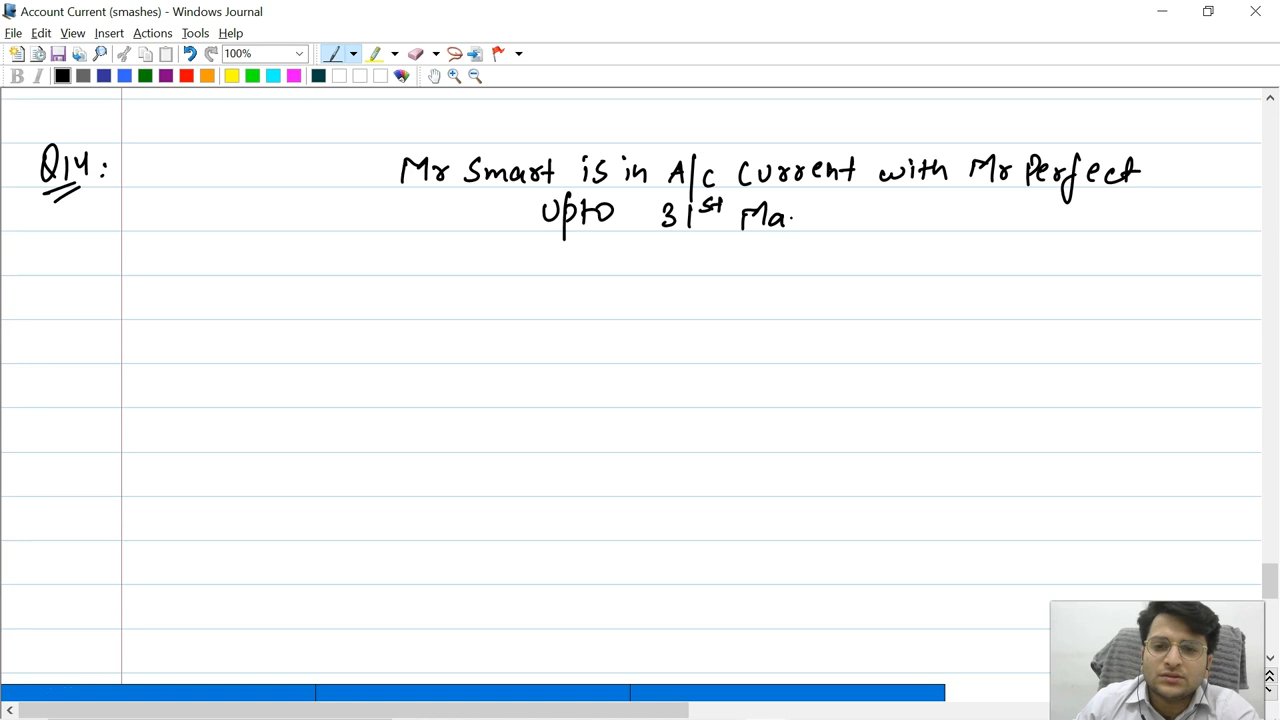 Account Current (smashes) - Windows Journal
File Edit View Insert Actions Tools Help
100%
B I
Q14:
Mr Smart is in A/c Current with Mr Perfect
Upto 31st Ma